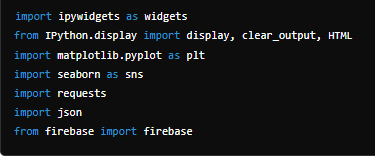 import ipywidgets as widgets
from IPython.display import display, clear_output, HTML
import matplotlib.pyplot as plt
import seaborn as sns
import requests
import json
from firebase import firebase